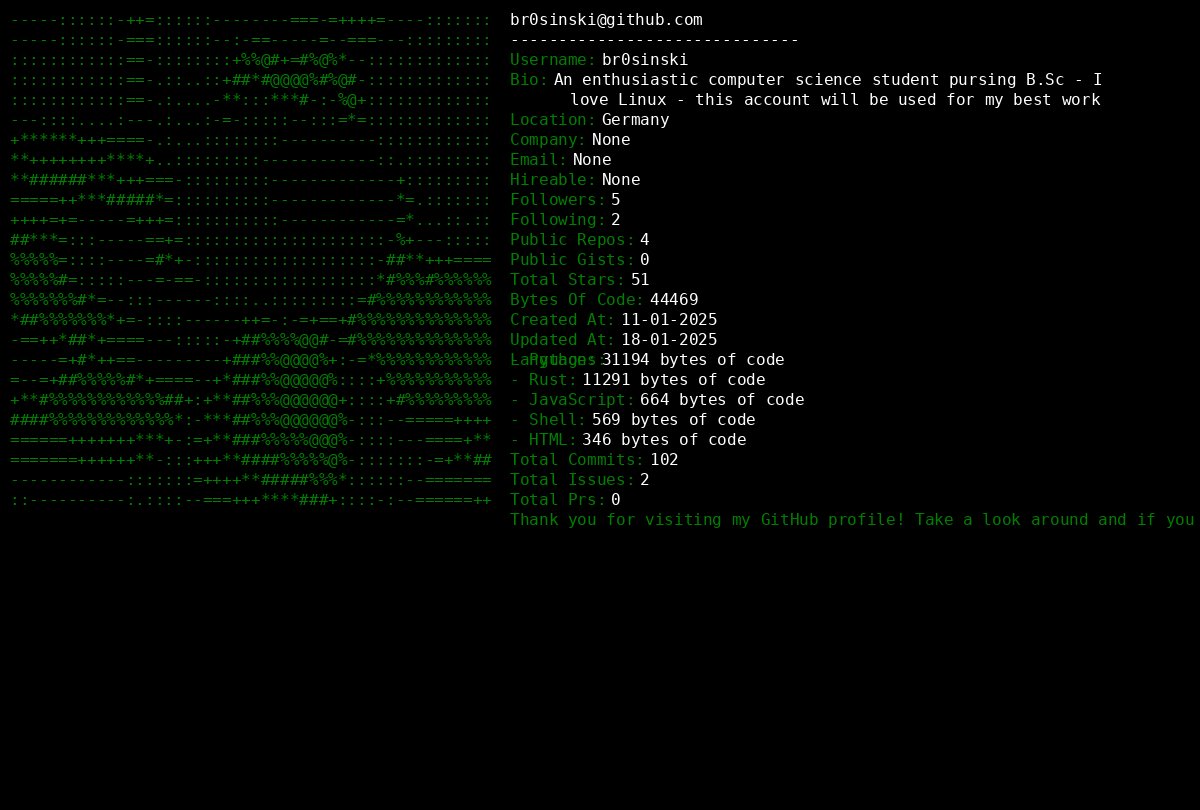 br0sinski@github.com
------------------------------
Username: br0sinski
Bio: An enthusiastic computer science student pursing B.Sc - I
love Linux - this account will be used for my best work
Location: Germany
Company: None
Email: None
Hireable: None
Followers: 5
Following: 2
Public Repos: 4
Public Gists: 0
Total Stars: 51
Bytes Of Code: 44469
Created At: 11-01-2025
Updated At: 18-01-2025
Languages:
- Python: 31194 bytes of code
- Rust: 11291 bytes of code
- JavaScript: 664 bytes of code
- Shell: 569 bytes of code
- HTML: 346 bytes of code
Total Commits: 102
Total Issues: 2
Total Prs: 0
Thank you for visiting my GitHub profile! Take a look around and if you